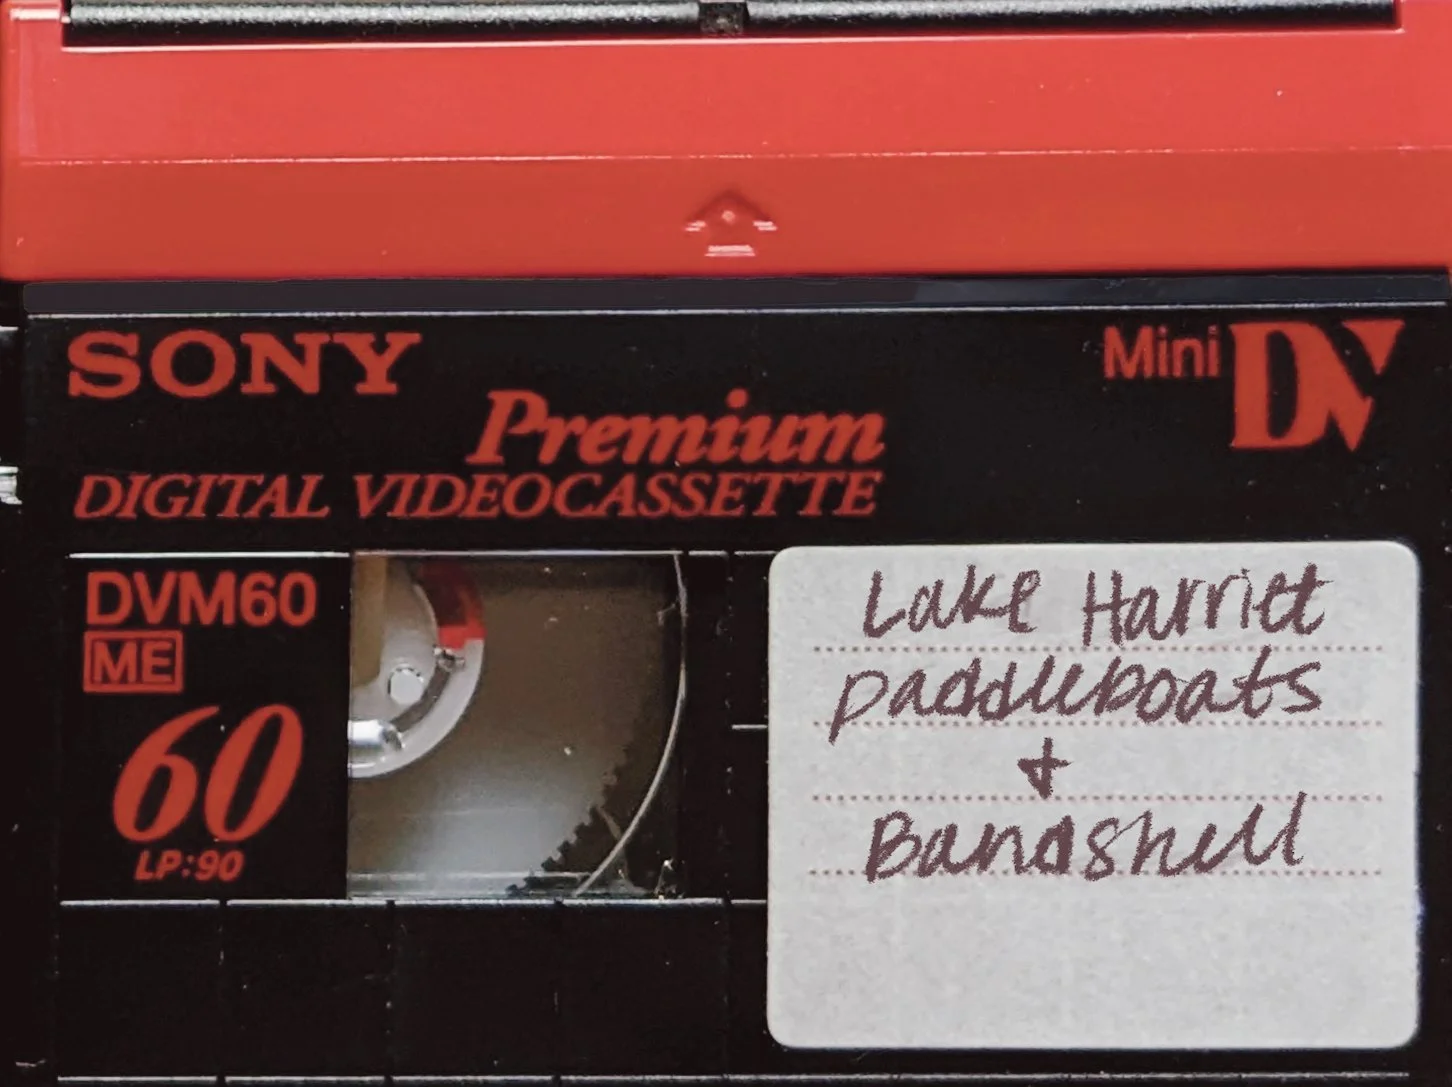 SONY
Mini DV
Premium
DIGITAL VIDEOCASSETTE
DVM60
ME
60
LP:90
Lake Harriet
paddleboats
+
Bandshell